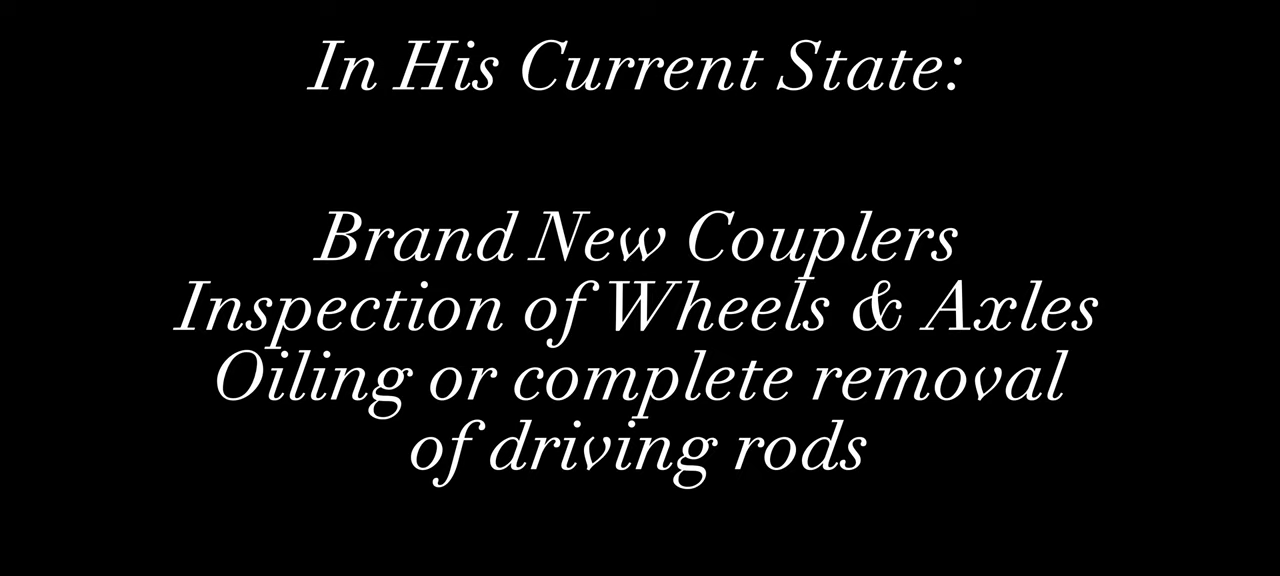 In His Current State:
Brand New Couplers
Inspection of Wheels & Axles
Oiling or complete removal
of driving rods